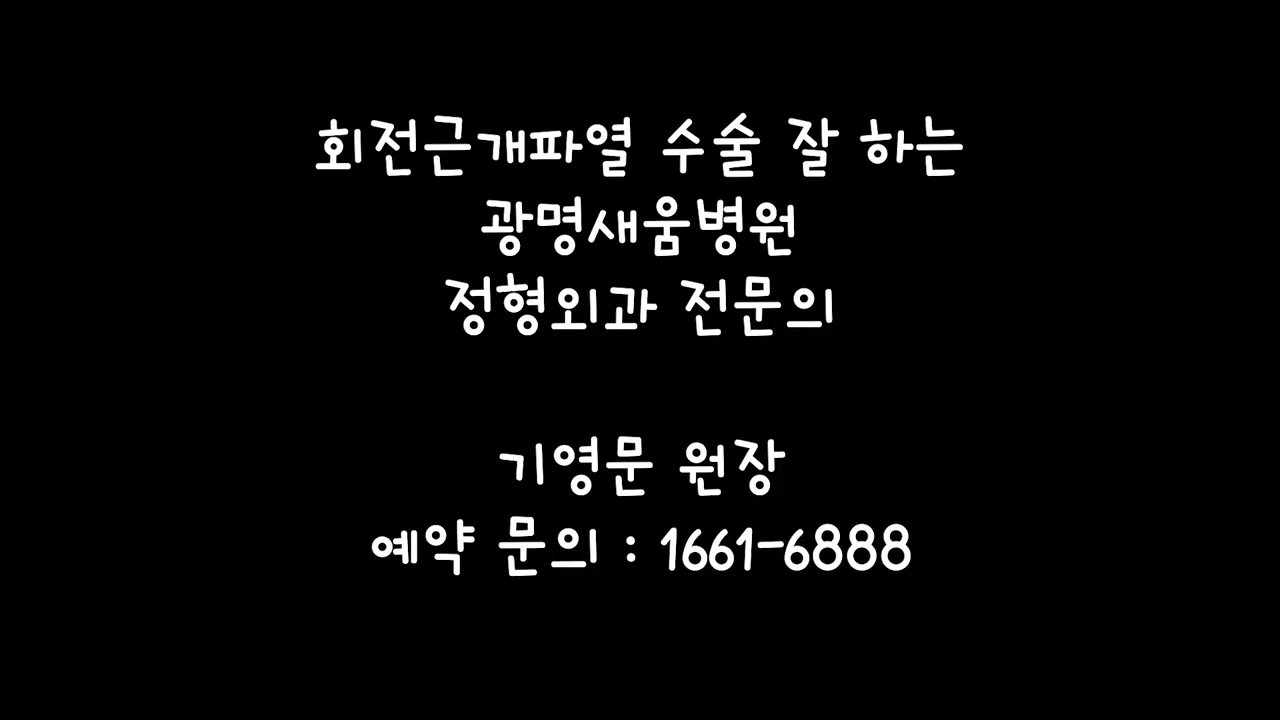 회전근개파열 수술 잘 하는
광명새움병원
정형외과 전문의
기영문 원장
예약 문의 : 1661-6888